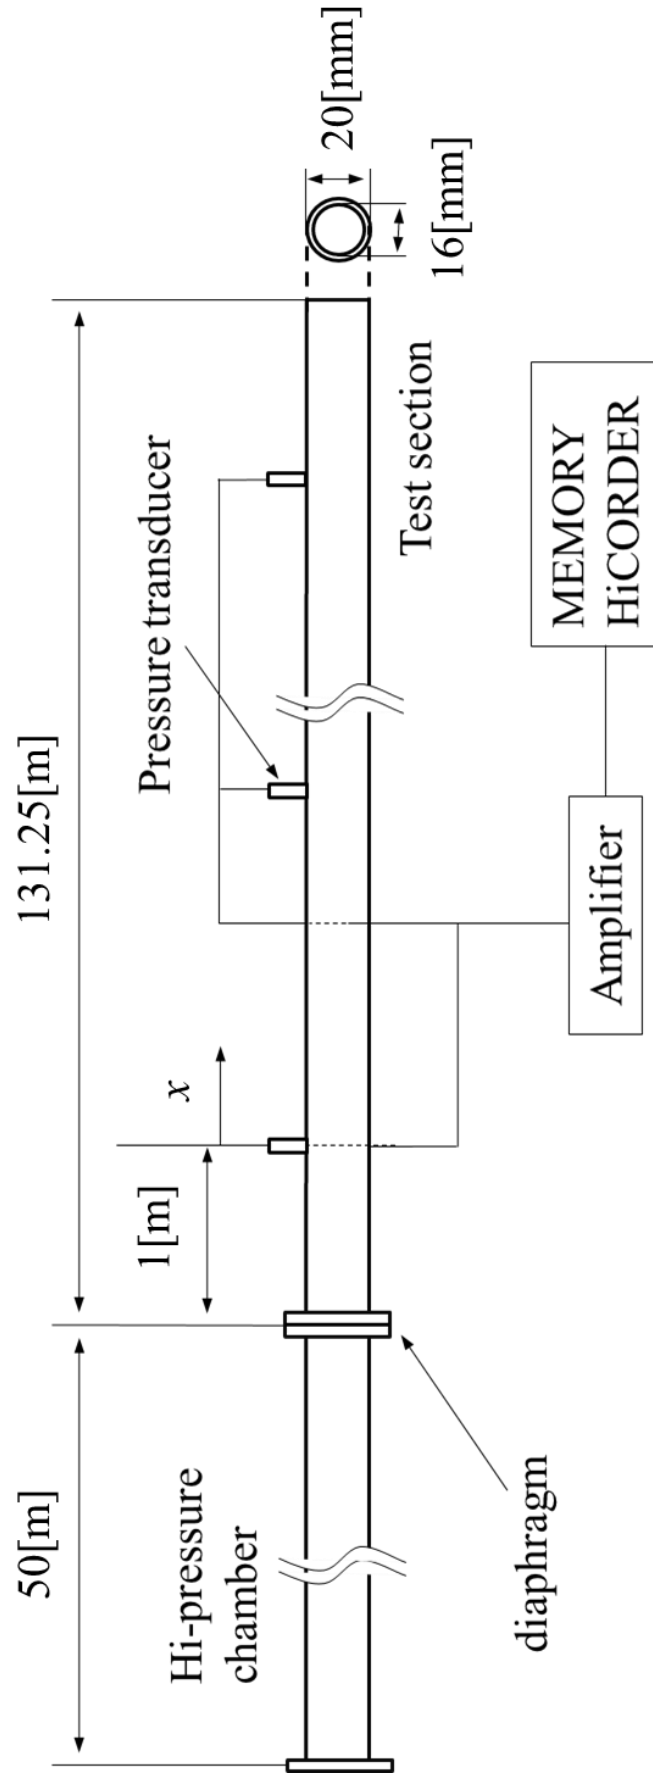 50[m]
131.25[m]
Hi-pressure
chamber
1[m]
x
Pressure transducer
20[mm]
16[mm]
diaphragm
Test section
Amplifier
MEMORY
HiCORDER